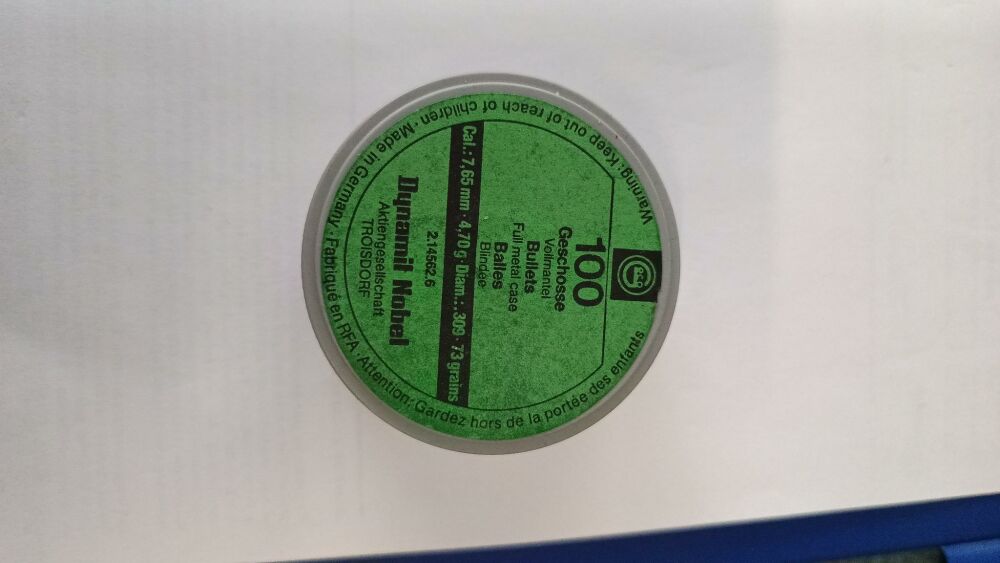 100
Geschosse
Vollmantel
Bullets
Full metal case
Balles
Blindée
Cal.: 7,65 mm · 4,70 g · Diam.: .309 · 73 grains
2.14562.6
Dynamit Nobel
Aktiengesellschaft
TROISDORF
Warning: Keep out of reach of children · Made in Germany · Fabriqué en RFA · Attention: Gardez hors de la portée des enfants